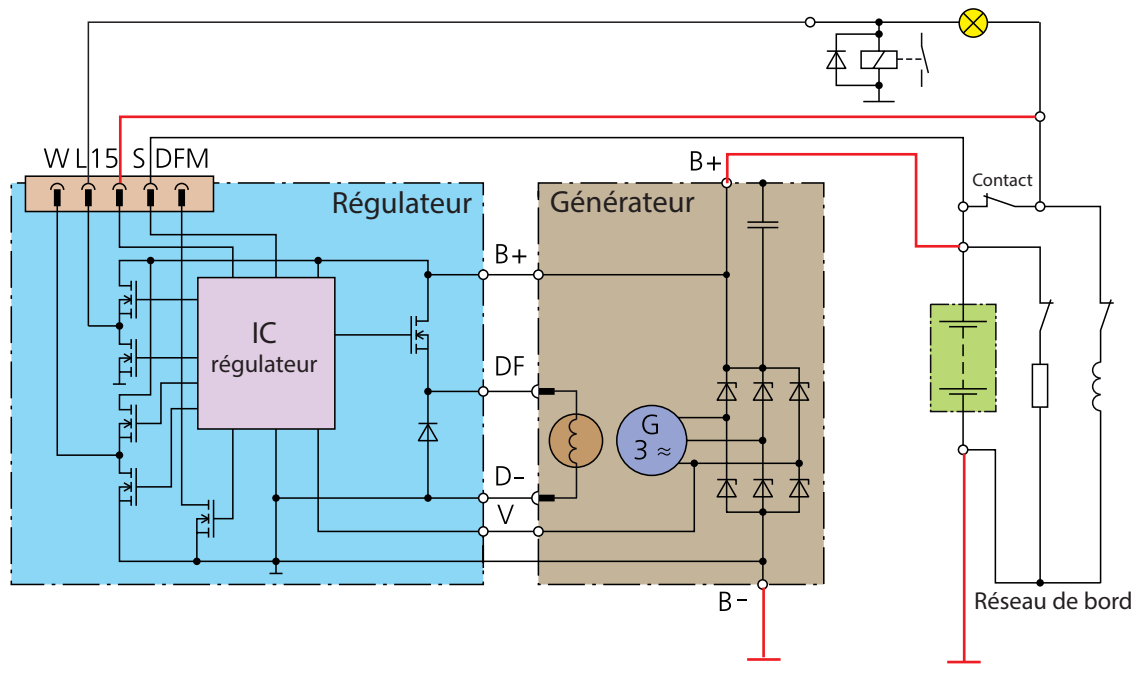 W L 15 S DFM
B+
Contact
Régulateur
Générateur
B+
IC
régulateur
DF
G
3 ≈
D-
V
B-
Réseau de bord